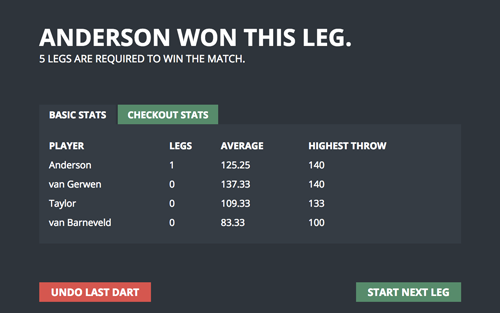 ANDERSON WON THIS LEG.
5 LEGS ARE REQUIRED TO WIN THE MATCH.
BASIC STATS CHECKOUT STATS
PLAYER LEGS AVERAGE HIGHEST THROW
Anderson 1 125.25 140
van Gerwen 0 137.33 140
Taylor 0 109.33 133
van Barneveld 0 83.33 100
UNDO LAST DART START NEXT LEG